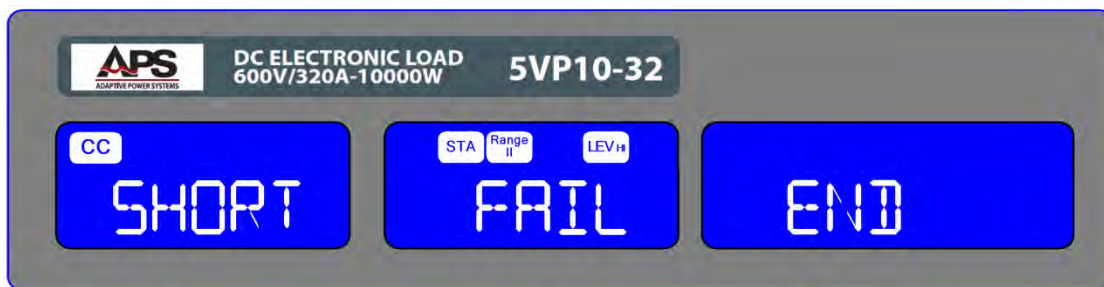 APS
ADAPTIVE POWER SYSTEMS
DC ELECTRONIC LOAD
600V/320A-10000W
5VP10-32
CC
SHORT
STA
Range
II
LEV HI
FAIL
END